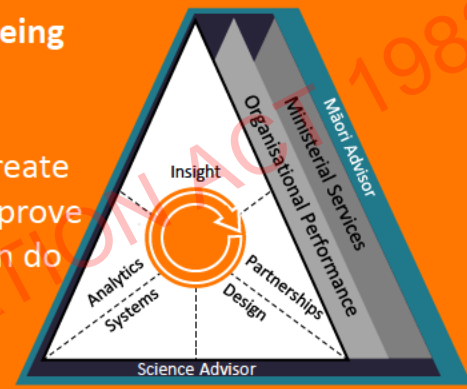 eing
reate
prove
n do
Insight
Analytics
Systems
Design
Partnerships
Organisational Performance
Ministerial Services
Māori Advisor
Science Advisor
ATION ACT 198